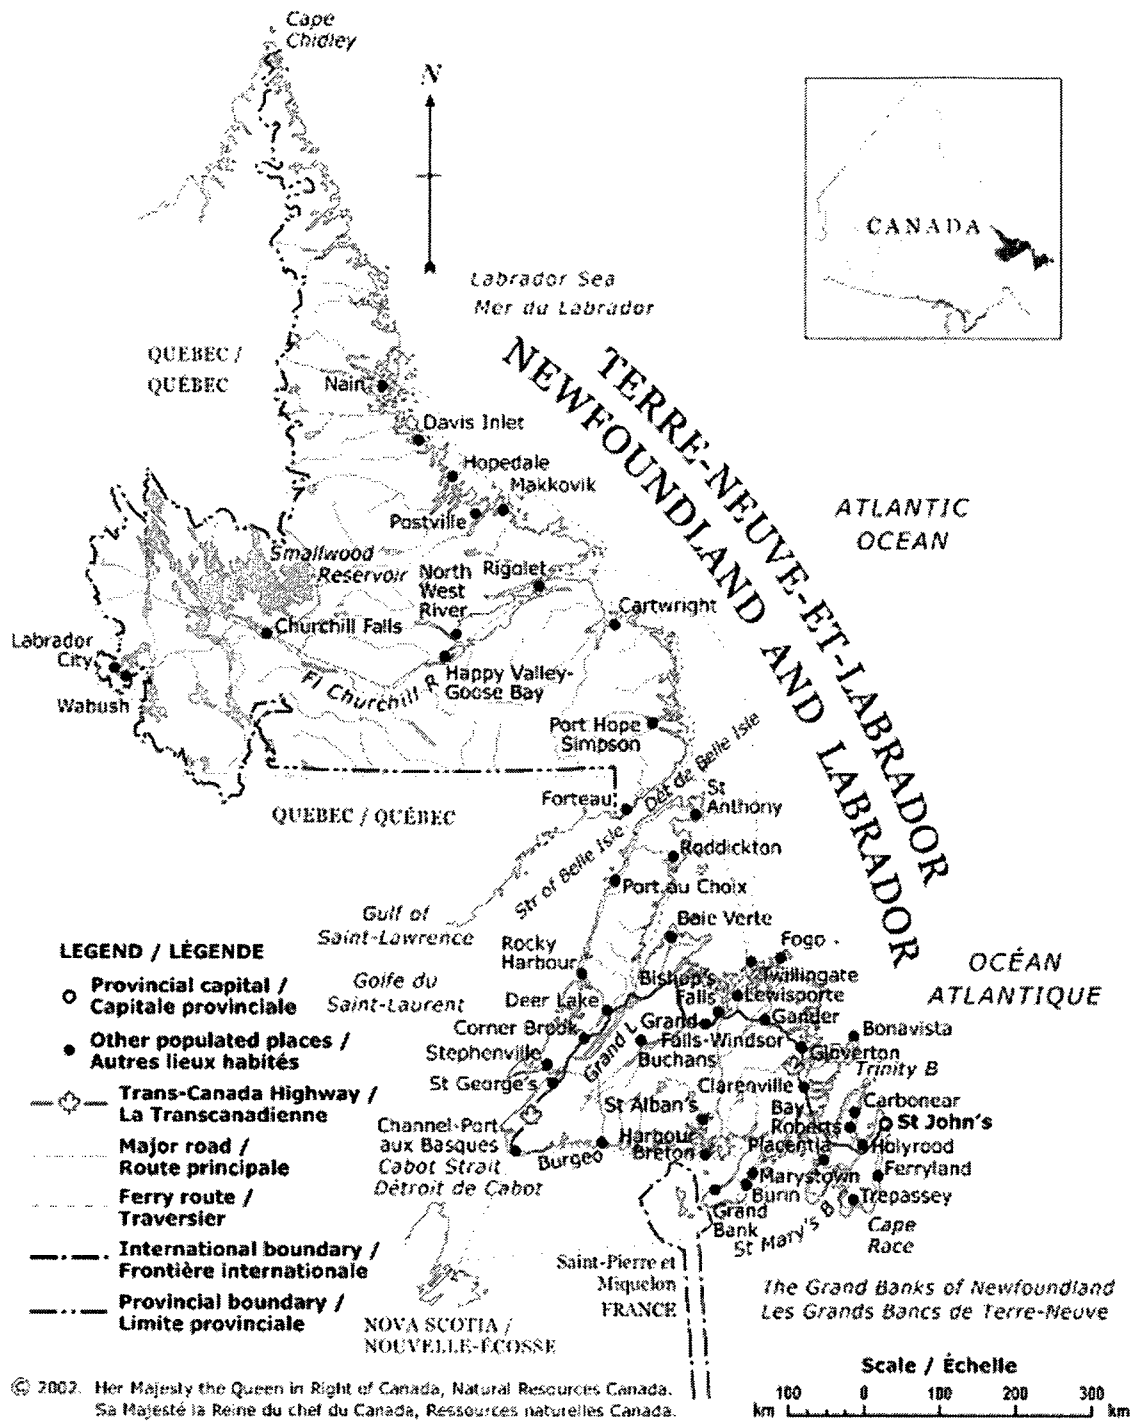 Cape
Chidley
N
CANADA
Labrador Sea
Mer du Labrador
QUEBEC /
QUÉBEC
TERRE-NEUVE-ET-LABRADOR
NEWFOUNDLAND AND LABRADOR
Nain
Davis Inlet
Hopedale
Makkovik
Postville
ATLANTIC
OCEAN
Smallwood
Reservoir
North
West
River
Rigolet
Cartwright
Churchill Falls
Labrador
City
Wabush
Fl Churchill R
Happy Valley-
Goose Bay
Port Hope
Simpson
Dét de Belle Isle
Forteau
St
Anthony
QUEBEC / QUÉBEC
Str of Belle Isle
Roddickton
Port au Choix
Gulf of
Saint-Lawrence
Baie Verte
Fogo
Rocky
Harbour
Golfe du
Saint-Laurent
Twillingate
Bishop's
Falls
Lewisporte
Deer Lake
Grand
Falls-Windsor
Gander
Corner Brook
Grand L
Buchans
Bonavista
Stephenville
Gloverton
Trinity B
St George's
Clarenville
Carbonear
St Alban's
Bay
Roberts
St John's
Channel-Port
aux Basques
Harbour
Breton
Placentia
Holyrood
Burgeo
Cabot Strait
Détroit de Cabot
Marystown
Ferryland
Burin
Trepassey
Grand
Bank
St Mary's B
Cape
Race
Saint-Pierre et
Miquelon
FRANCE
The Grand Banks of Newfoundland
Les Grands Bancs de Terre-Neuve
NOVA SCOTIA /
NOUVELLE-ÉCOSSE
OCÉAN
ATLANTIQUE
LEGEND / LÉGENDE
Provincial capital /
Capitale provinciale
Other populated places /
Autres lieux habités
Trans-Canada Highway /
La Transcanadienne
Major road /
Route principale
Ferry route /
Traversier
International boundary /
Frontière internationale
Provincial boundary /
Limite provinciale
Scale / Échelle
100 0 100 200 300
km km
© 2002. Her Majesty the Queen in Right of Canada, Natural Resources Canada.
Sa Majesté la Reine du chef du Canada, Ressources naturelles Canada.